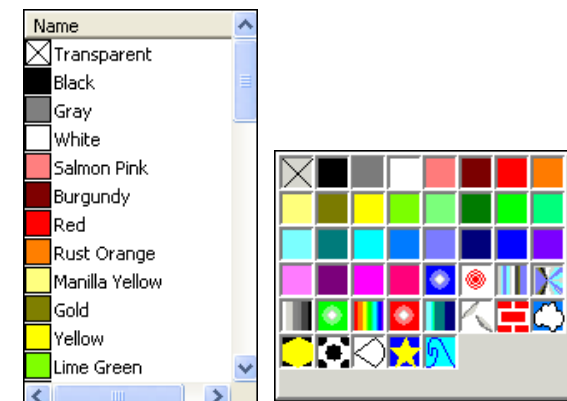 Name
Transparent
Black
Gray
White
Salmon Pink
Burgundy
Red
Rust Orange
Manilla Yellow
Gold
Yellow
Lime Green